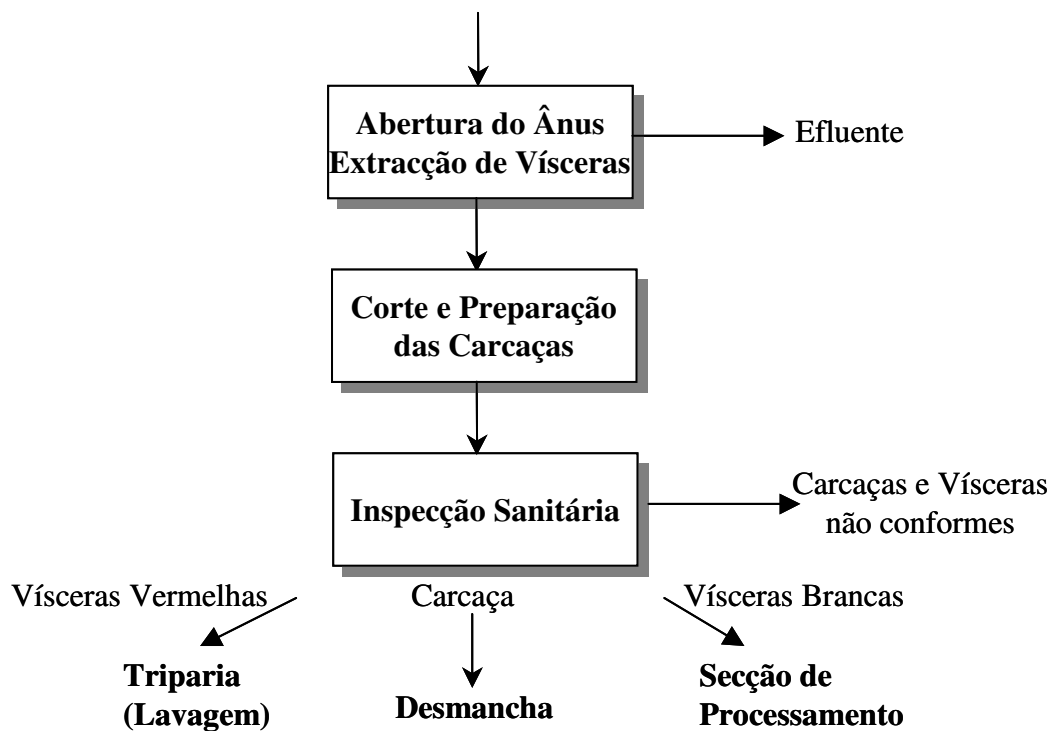 Abertura do Ânus
Extracção de Vísceras
Efluente
Corte e Preparação
das Carcaças
Inspecção Sanitária
Carcaças e Vísceras
não conformes
Vísceras Vermelhas
Carcaça
Vísceras Brancas
Triparia
(Lavagem)
Desmancha
Secção de
Processamento